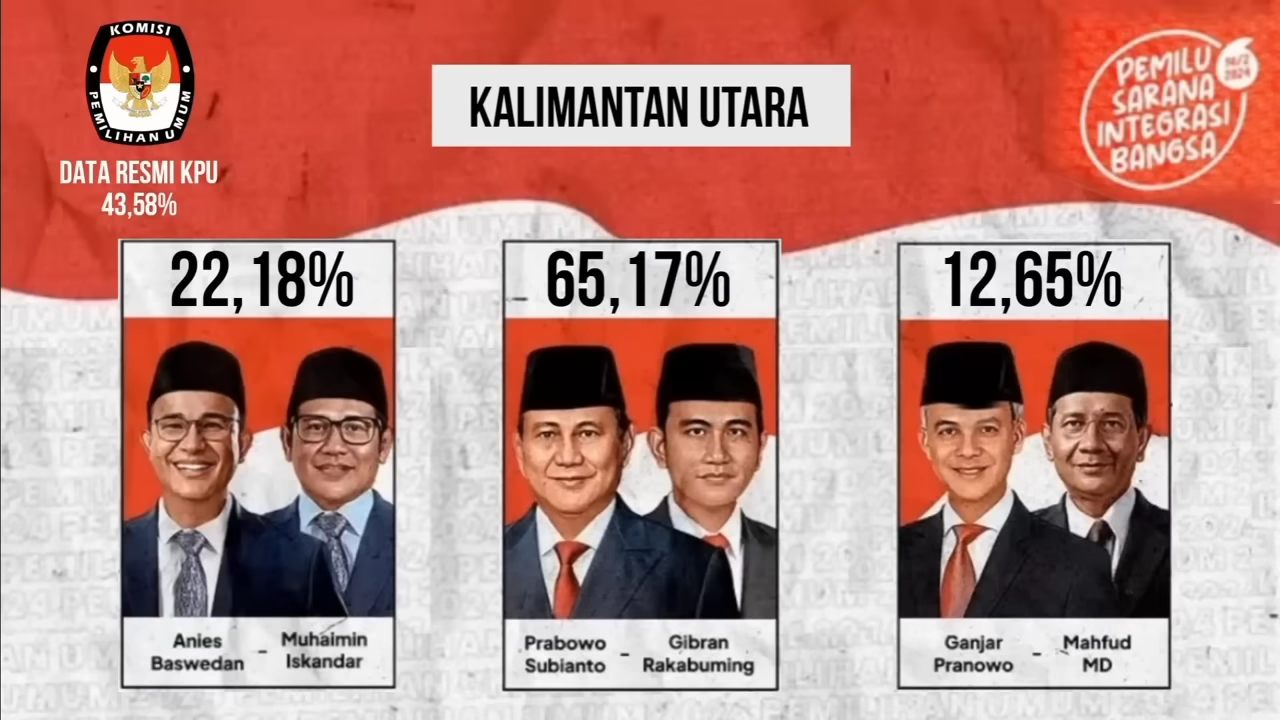 KOMISI
PEMILIHAN UMUM
DATA RESMI KPU
43,58%
KALIMANTAN UTARA
PEMILU
SARANA
INTEGRASI
BANGSA
2024
22,18%
65,17%
12,65%
Anies
Baswedan
-
Muhaimin
Iskandar
Prabowo
Subianto
-
Gibran
Rakabuming
Ganjar
Pranowo
-
Mahfud
MD